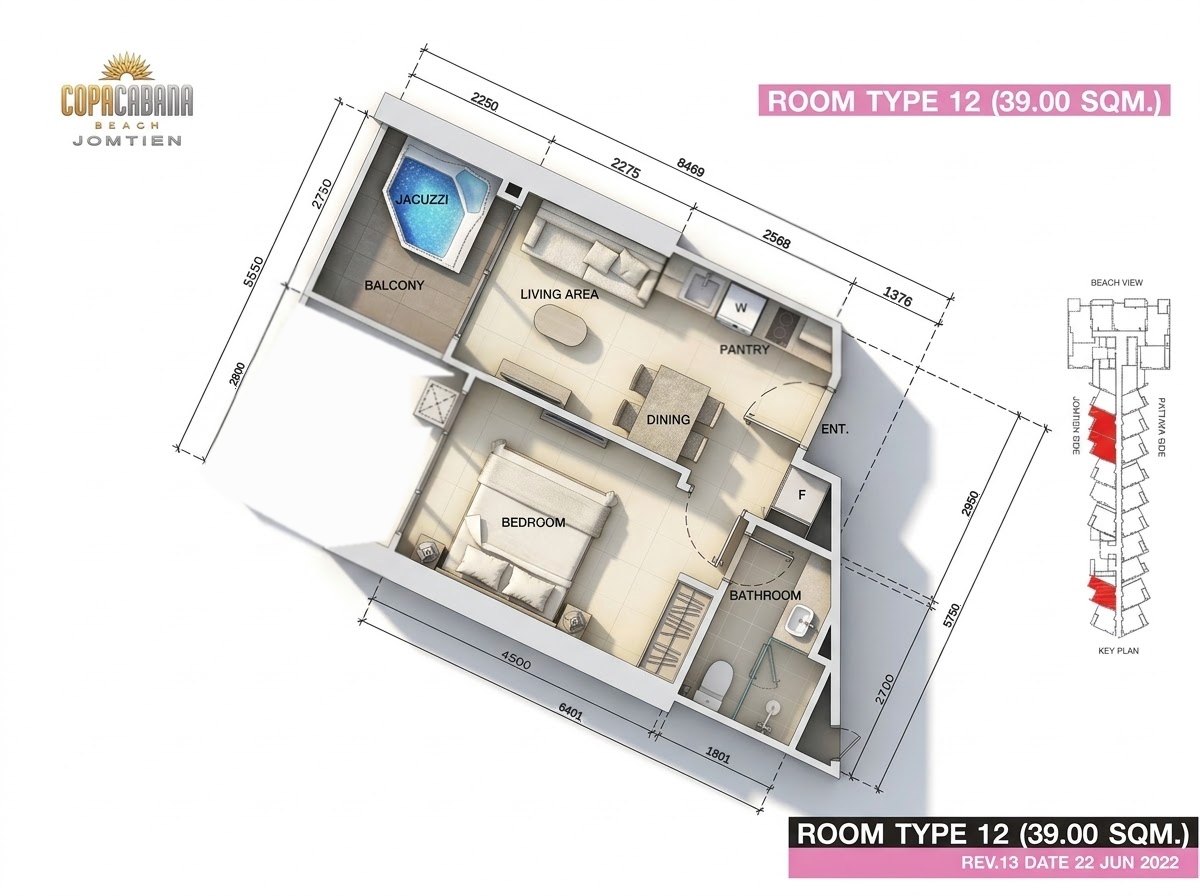 COPACABANA
BEACH
JOMTIEN
ROOM TYPE 12 (39.00 SQM.)
2250
8469
2275
2568
1376
2750
5550
2800
JACUZZI
BALCONY
LIVING AREA
W
PANTRY
DINING
ENT.
F
BEDROOM
BATHROOM
2950
5750
2700
4500
6401
1801
BEACH VIEW
JOMTIEN SIDE
PATTAYA SIDE
KEY PLAN
ROOM TYPE 12 (39.00 SQM.)
REV.13 DATE 22 JUN 2022